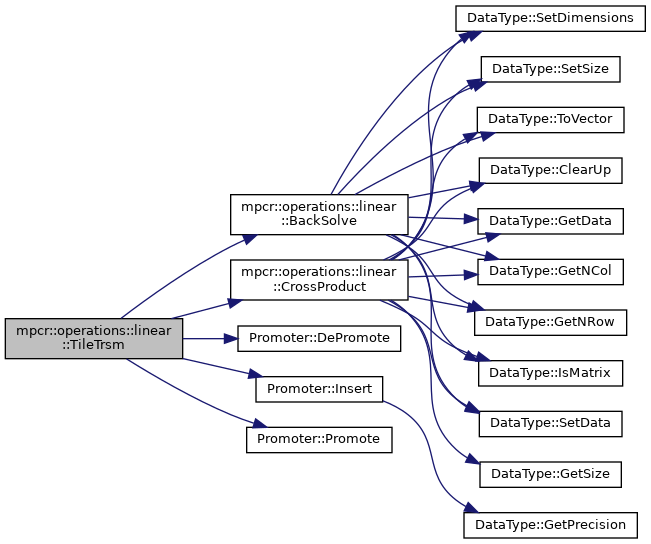 mpcr::operations::linear
::TileTrsm
mpcr::operations::linear
::BackSolve
mpcr::operations::linear
::CrossProduct
Promoter::DePromote
Promoter::Insert
Promoter::Promote
DataType::SetDimensions
DataType::SetSize
DataType::ToVector
DataType::ClearUp
DataType::GetData
DataType::GetNCol
DataType::GetNRow
DataType::IsMatrix
DataType::SetData
DataType::GetSize
DataType::GetPrecision